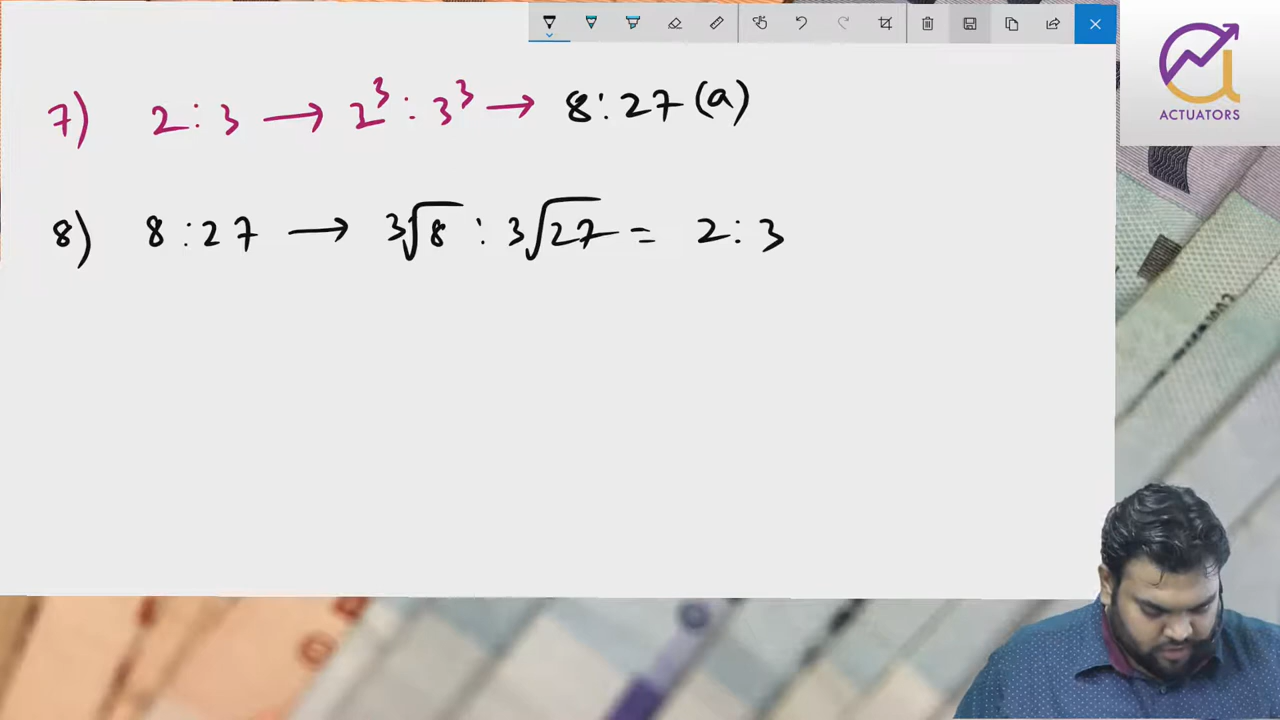 ACTUATORS
7) 2:3 → 2³ : 3³ → 8:27 (a)
8) 8:27 → 3√8 : 3√27 = 2:3